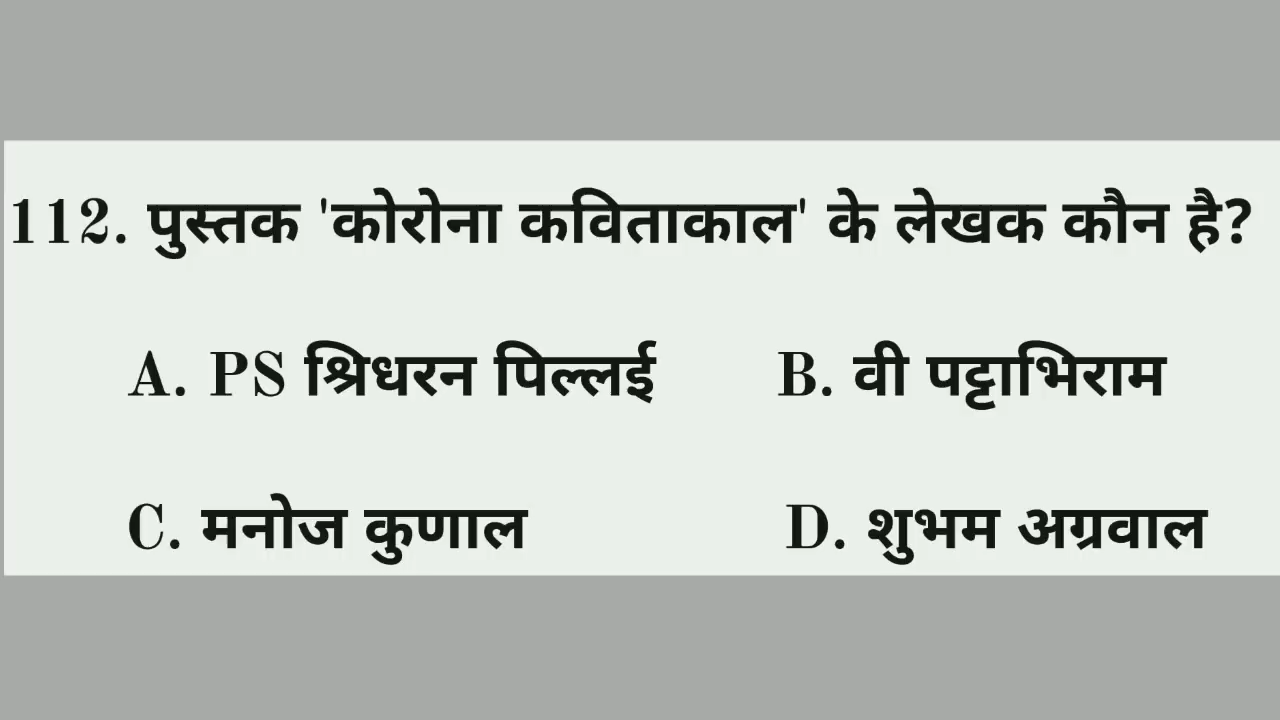 112. पुस्तक 'कोरोना कविताकाल' के लेखक कौन है?
A. PS श्रिधरन पिल्लई B. वी पट्टाभिराम
C. मनोज कुणाल D. शुभम अग्रवाल